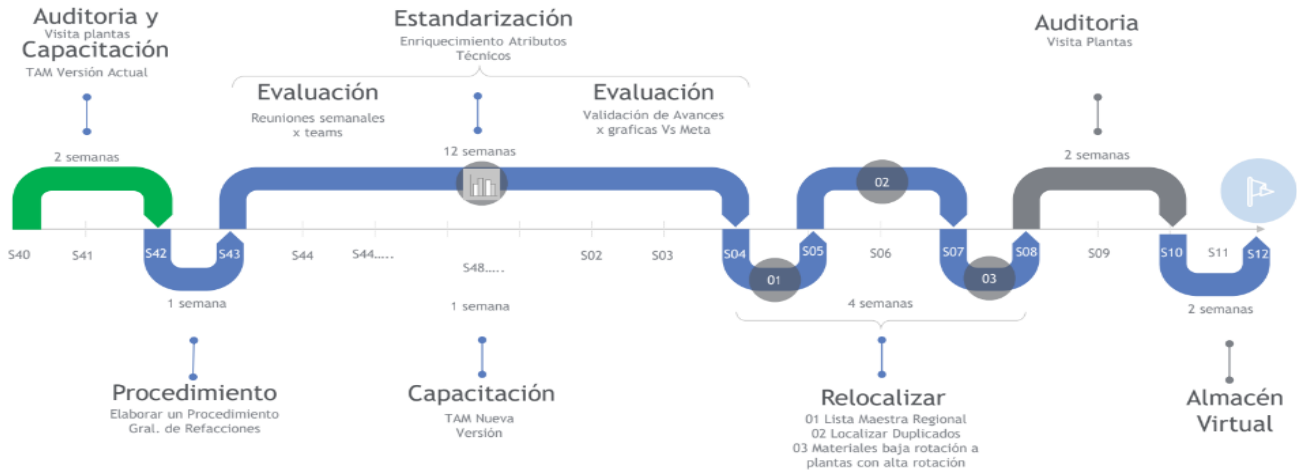 Auditoria y
Visita plantas
Capacitación
TAM Versión Actual
Estandarización
Enriquecimiento Atributos
Técnicos
Auditoria
Visita Plantas
Evaluación
Reuniones semanales
x teams
Evaluación
Validación de Avances
x graficas Vs Meta
2 semanas
12 semanas
2 semanas
02
S40
S41
S42
S43
S44
S44.....
S48.....
S02
S03
S04
S05
S06
S07
S08
S09
S10
S11
S12
01
03
1 semana
1 semana
4 semanas
2 semanas
Procedimiento
Elaborar un Procedimiento
Gral. de Refacciones
Capacitación
TAM Nueva
Versión
Relocalizar
01 Lista Maestra Regional
02 Localizar Duplicados
03 Materiales baja rotación a
plantas con alta rotación
Almacén
Virtual